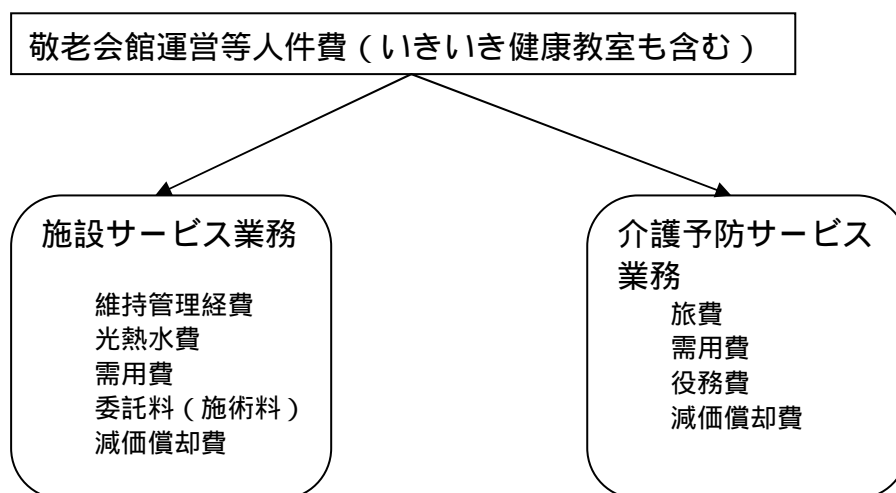 敬老会館運営等人件費（いきいき健康教室も含む）
施設サービス業務
維持管理経費
光熱水費
需用費
委託料（施術料）
減価償却費
介護予防サービス
業務
旅費
需用費
役務費
減価償却費